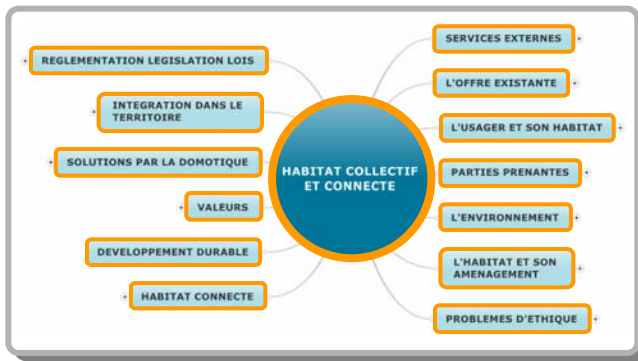 REGLEMENTATION LEGISLATION LOIS
INTEGRATION DANS LE
TERRITOIRE
SOLUTIONS PAR LA DOMOTIQUE
VALEURS
DEVELOPPEMENT DURABLE
HABITAT CONNECTE
HABITAT COLLECTIF
ET CONNECTE
SERVICES EXTERNES
L'OFFRE EXISTANTE
L'USAGER ET SON HABITAT
PARTIES PRENANTES
L'ENVIRONNEMENT
L'HABITAT ET SON
AMENAGEMENT
PROBLEMES D'ETHIQUE